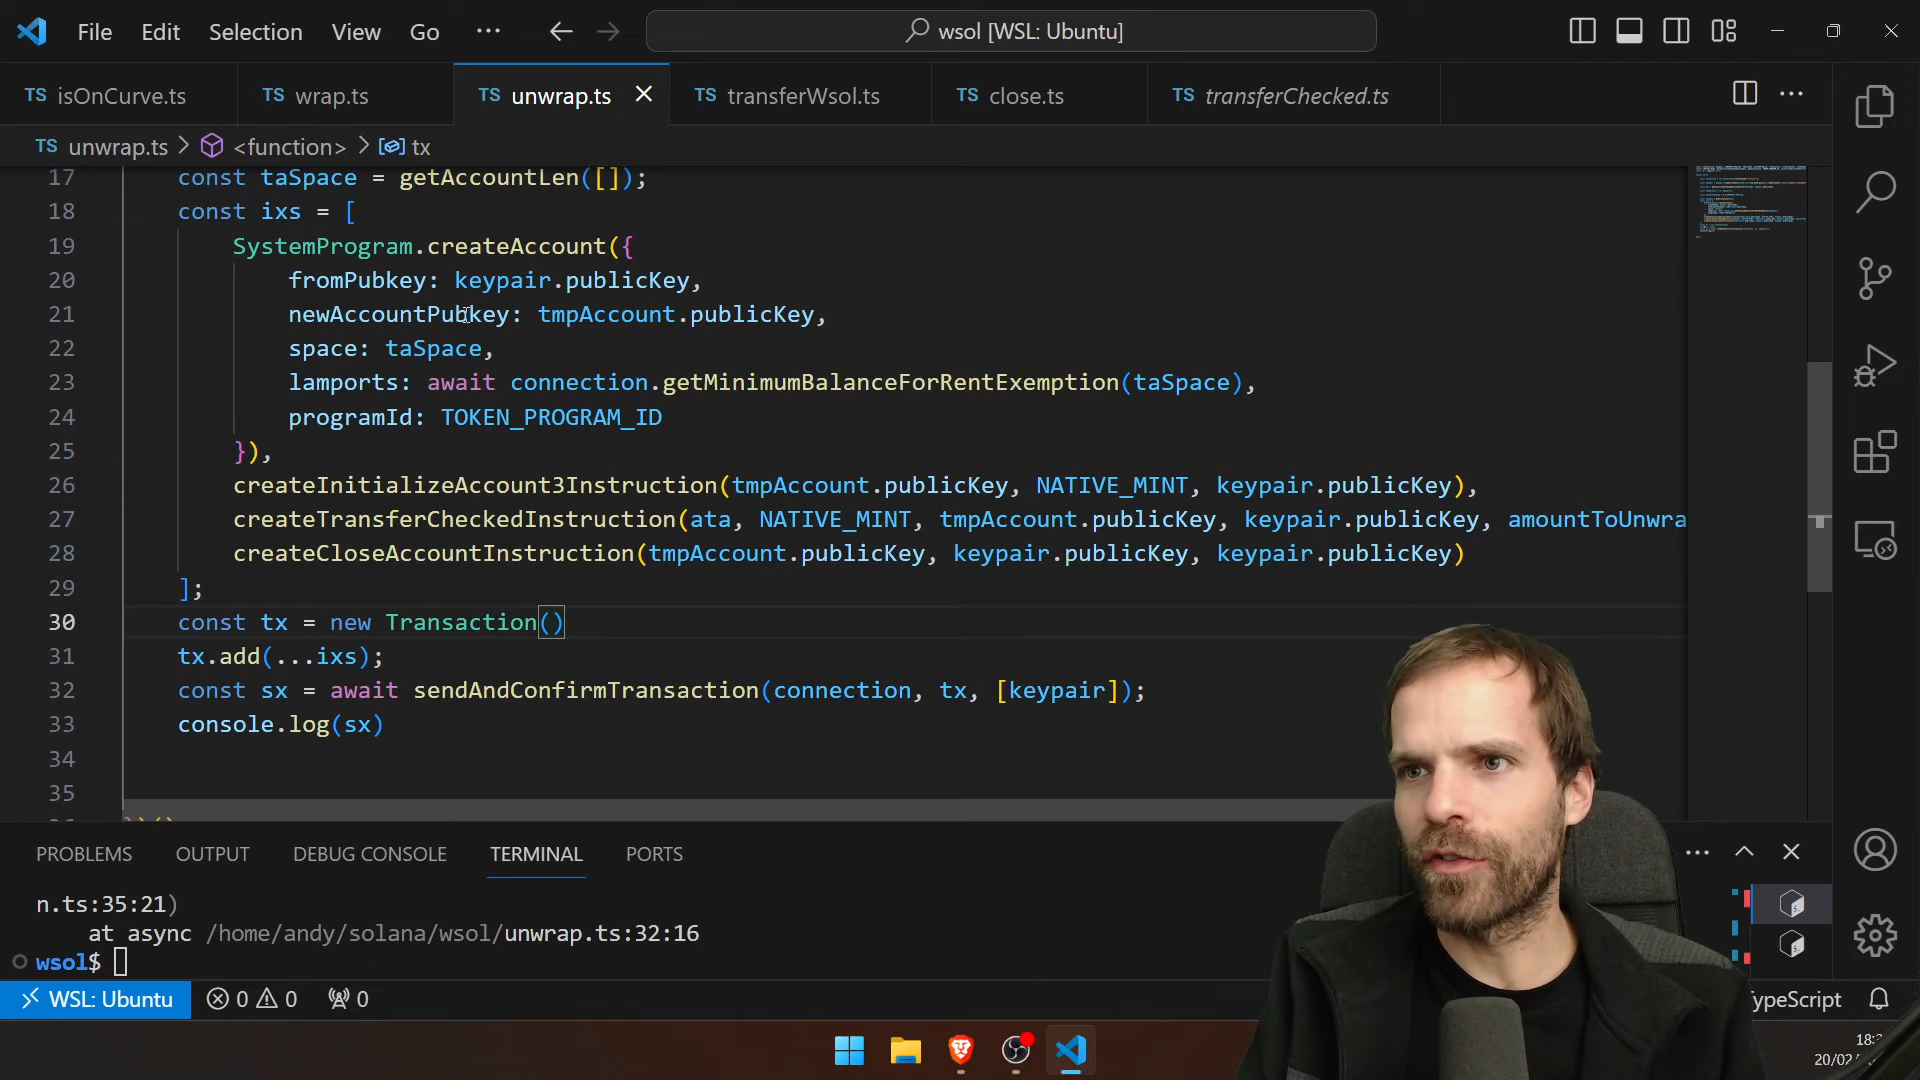 File Edit Selection View Go ··· wsol [WSL: Ubuntu]
TS isOnCurve.ts TS wrap.ts TS unwrap.ts TS transferWsol.ts TS close.ts TS transferChecked.ts
TS unwrap.ts > <function> > tx
17 const taSpace = getAccountLen([]);
18 const ixs = [
19 SystemProgram.createAccount({
20 fromPubkey: keypair.publicKey,
21 newAccountPubkey: tmpAccount.publicKey,
22 space: taSpace,
23 lamports: await connection.getMinimumBalanceForRentExemption(taSpace),
24 programId: TOKEN_PROGRAM_ID
25 }),
26 createInitializeAccount3Instruction(tmpAccount.publicKey, NATIVE_MINT, keypair.publicKey),
27 createTransferCheckedInstruction(ata, NATIVE_MINT, tmpAccount.publicKey, keypair.publicKey, amountToUnwra
28 createCloseAccountInstruction(tmpAccount.publicKey, keypair.publicKey, keypair.publicKey)
29 ];
30 const tx = new Transaction()
31 tx.add(...ixs);
32 const sx = await sendAndConfirmTransaction(connection, tx, [keypair]);
33 console.log(sx)
34
35
PROBLEMS OUTPUT DEBUG CONSOLE TERMINAL PORTS
n.ts:35:21)
at async /home/andy/solana/wsol/unwrap.ts:32:16
wsol$
WSL: Ubuntu 0 0 0 TypeScript
20/02/